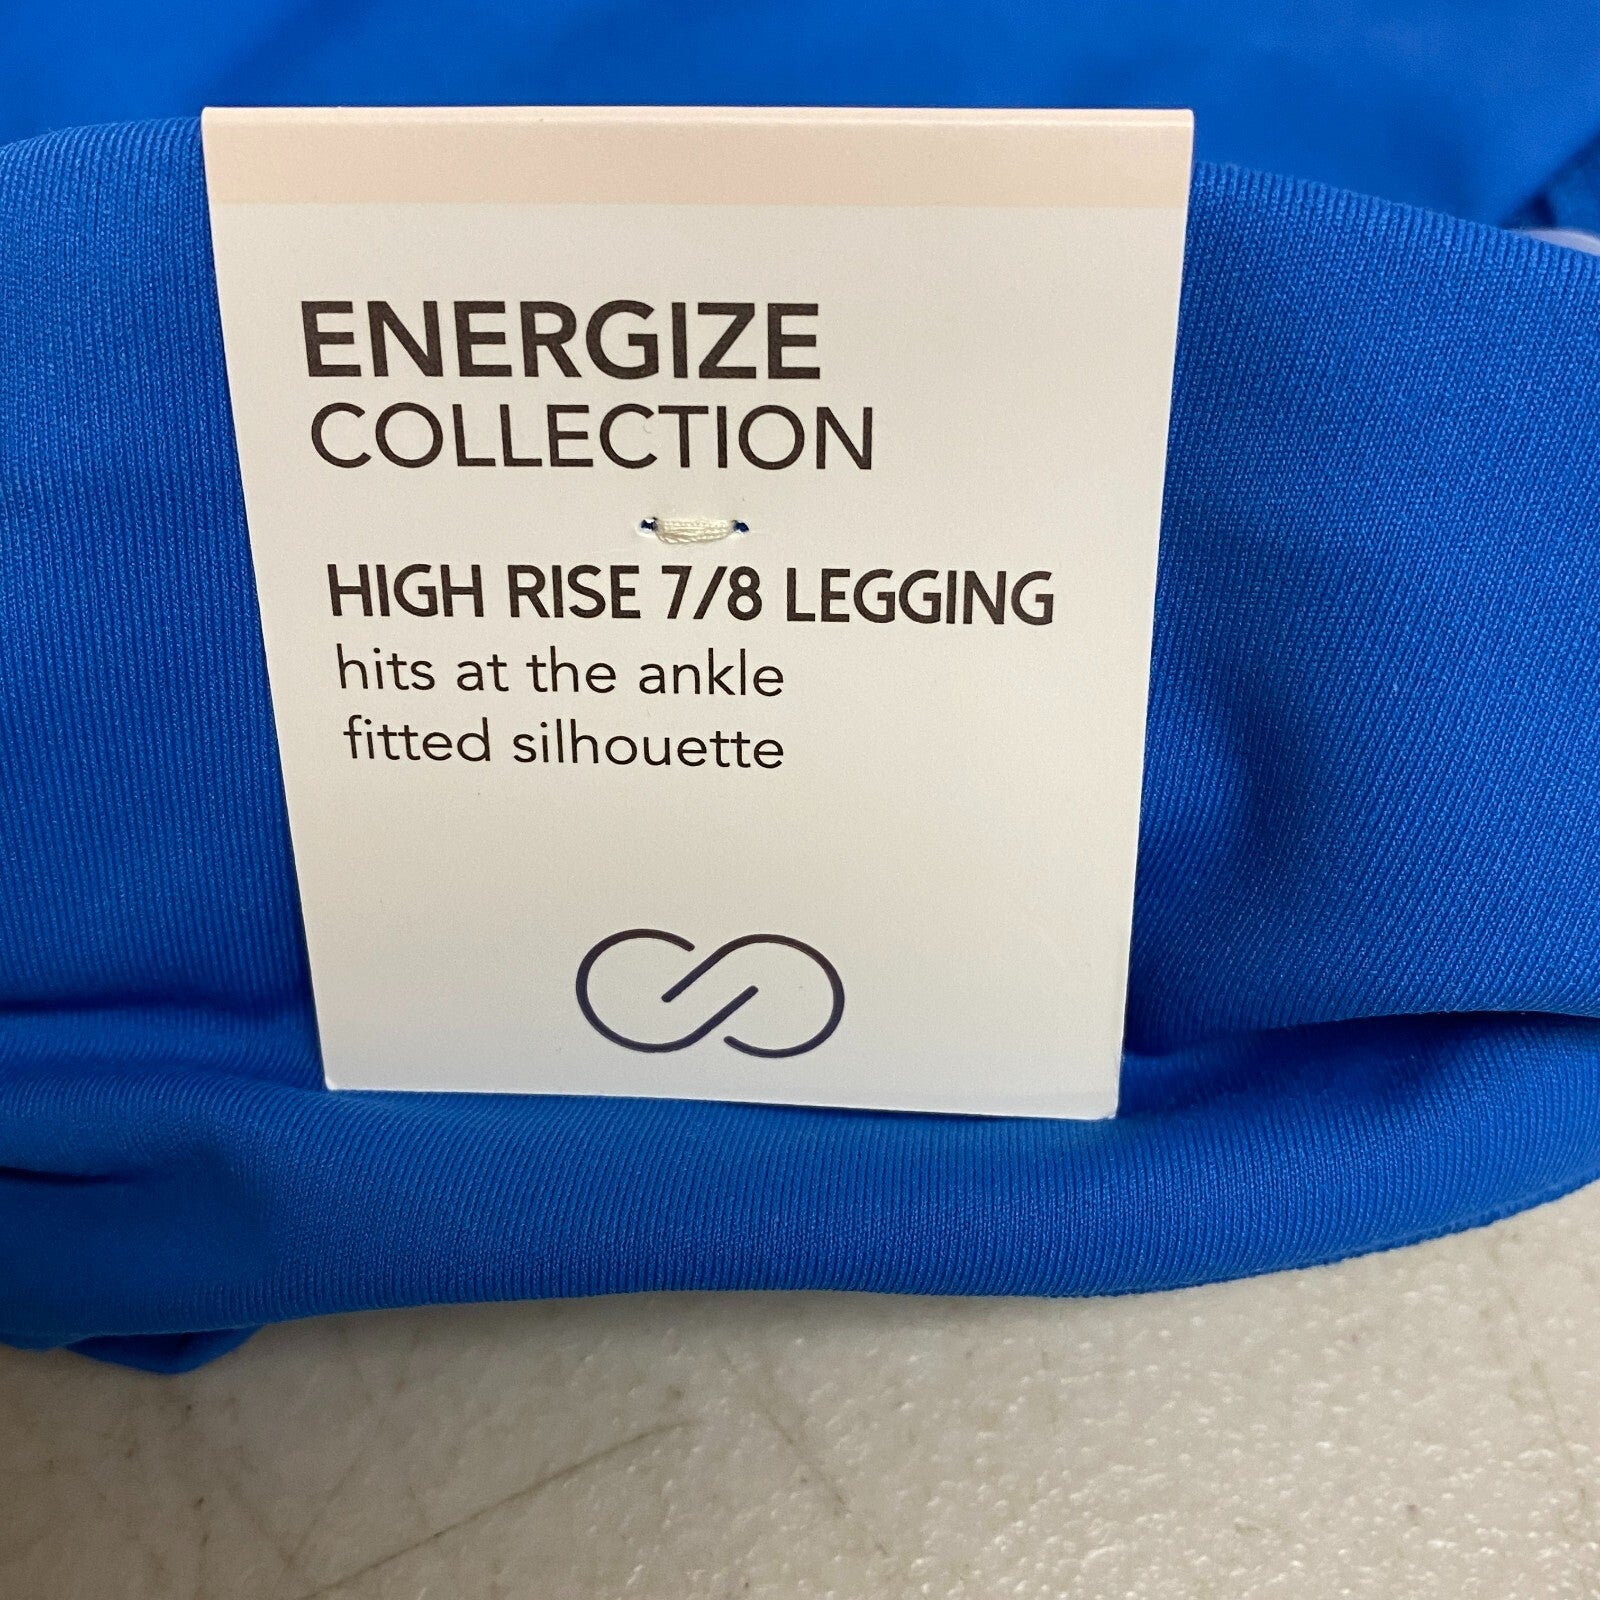 ENERGIZE
COLLECTION
HIGH RISE 7/8 LEGGING
hits at the ankle
fitted silhouette